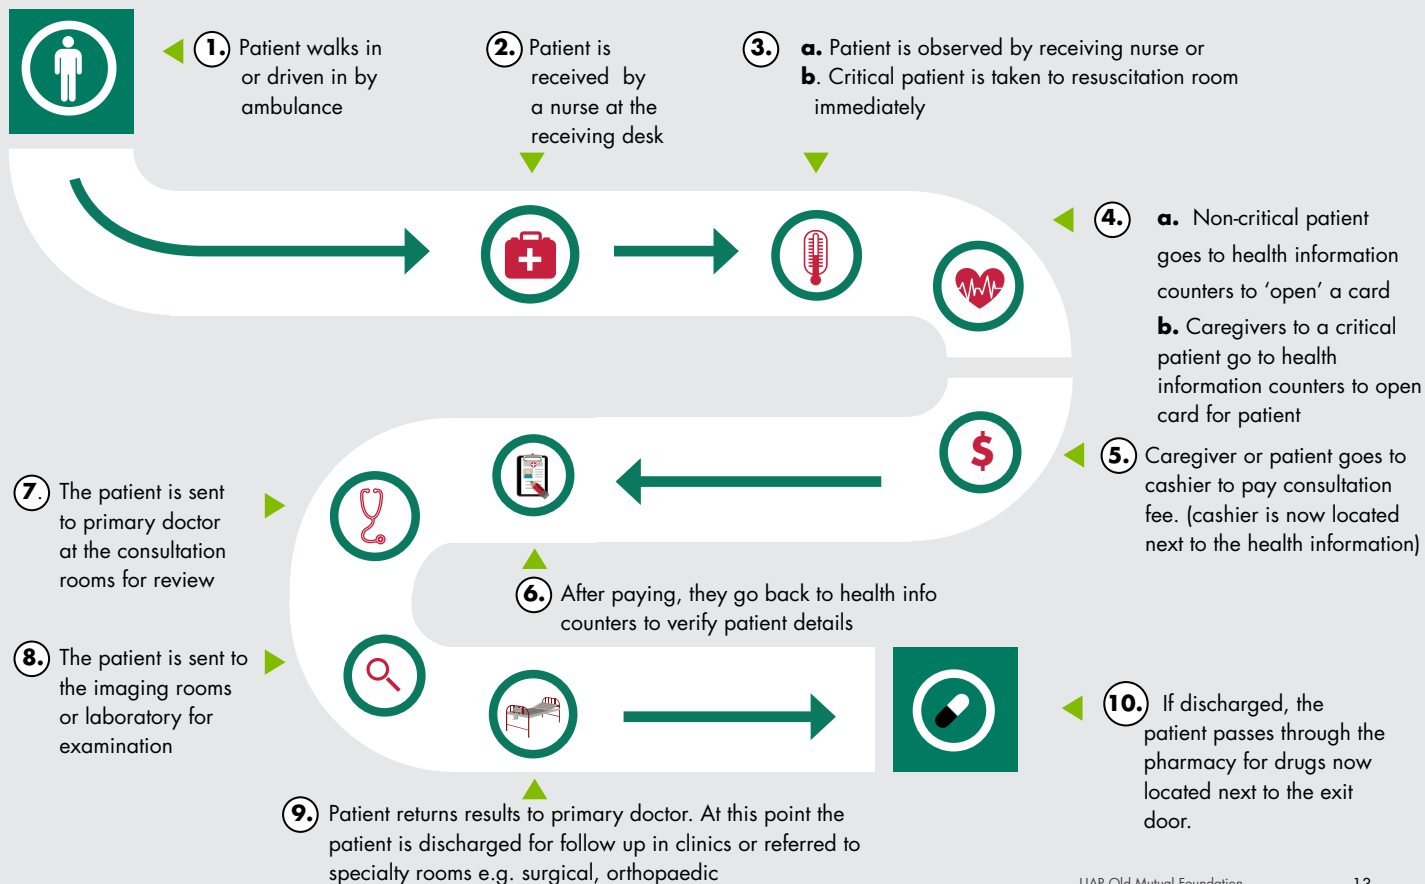 1. Patient walks in
or driven in by
ambulance
2. Patient is
received by
a nurse at the
receiving desk
3. a. Patient is observed by receiving nurse or
b. Critical patient is taken to resuscitation room
immediately
4. a. Non-critical patient
goes to health information
counters to ‘open’ a card
b. Caregivers to a critical
patient go to health
information counters to open
card for patient
$
5. Caregiver or patient goes to
cashier to pay consultation
fee. (cashier is now located
next to the health information)
6. After paying, they go back to health info
counters to verify patient details
7. The patient is sent
to primary doctor
at the consultation
rooms for review
8. The patient is sent to
the imaging rooms
or laboratory for
examination
9. Patient returns results to primary doctor. At this point the
patient is discharged for follow up in clinics or referred to
specialty rooms e.g. surgical, orthopaedic
10. If discharged, the
patient passes through the
pharmacy for drugs now
located next to the exit
door.
UAP Old Mutual Foundation 13